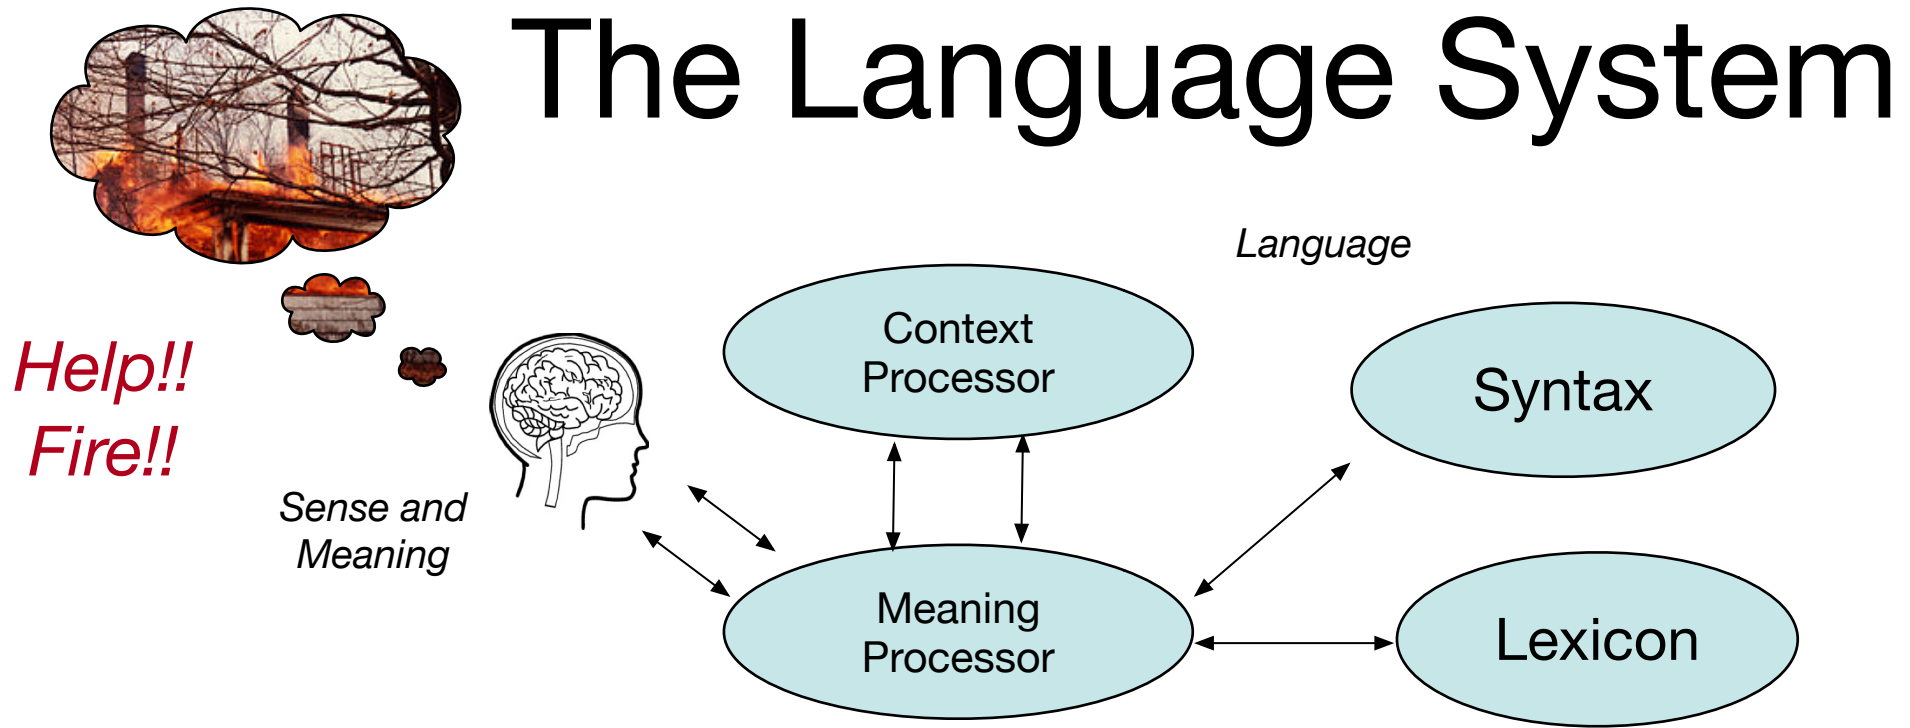 The Language System
Language
Context
Processor
Syntax
Help!!
Fire!!
Sense and
Meaning
Meaning
Processor
Lexicon